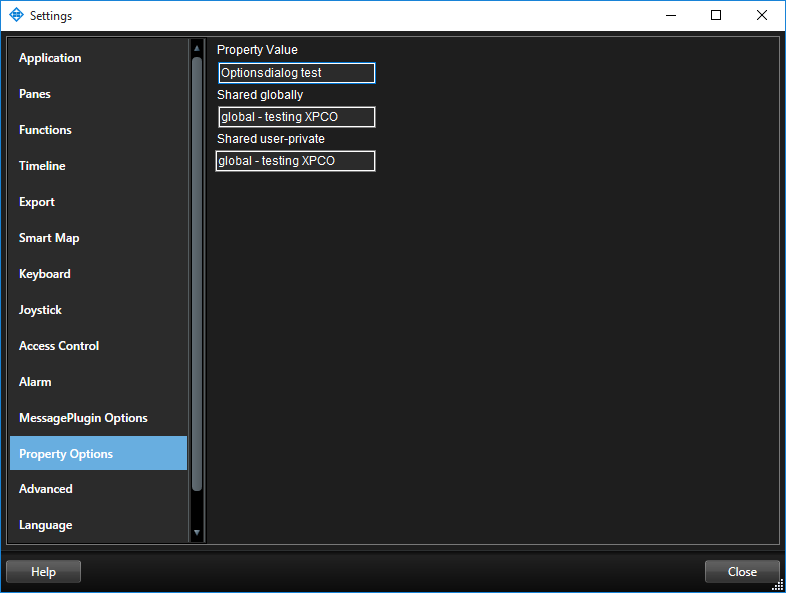 Settings
Application
Panes
Functions
Timeline
Export
Smart Map
Keyboard
Joystick
Access Control
Alarm
MessagePlugin Options
Property Options
Advanced
Language
Property Value
Optionsdialog test
Shared globally
global - testing XPCO
Shared user-private
global - testing XPCO
Help
Close